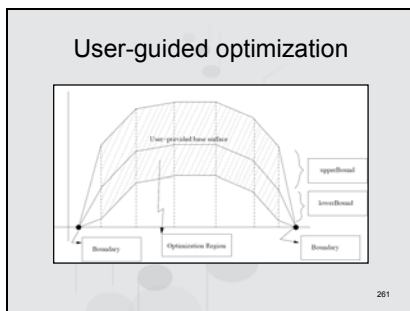 User-guided optimization
User-provided base surface
upperBound
lowerBound
Boundary
Optimization Region
Boundary
261